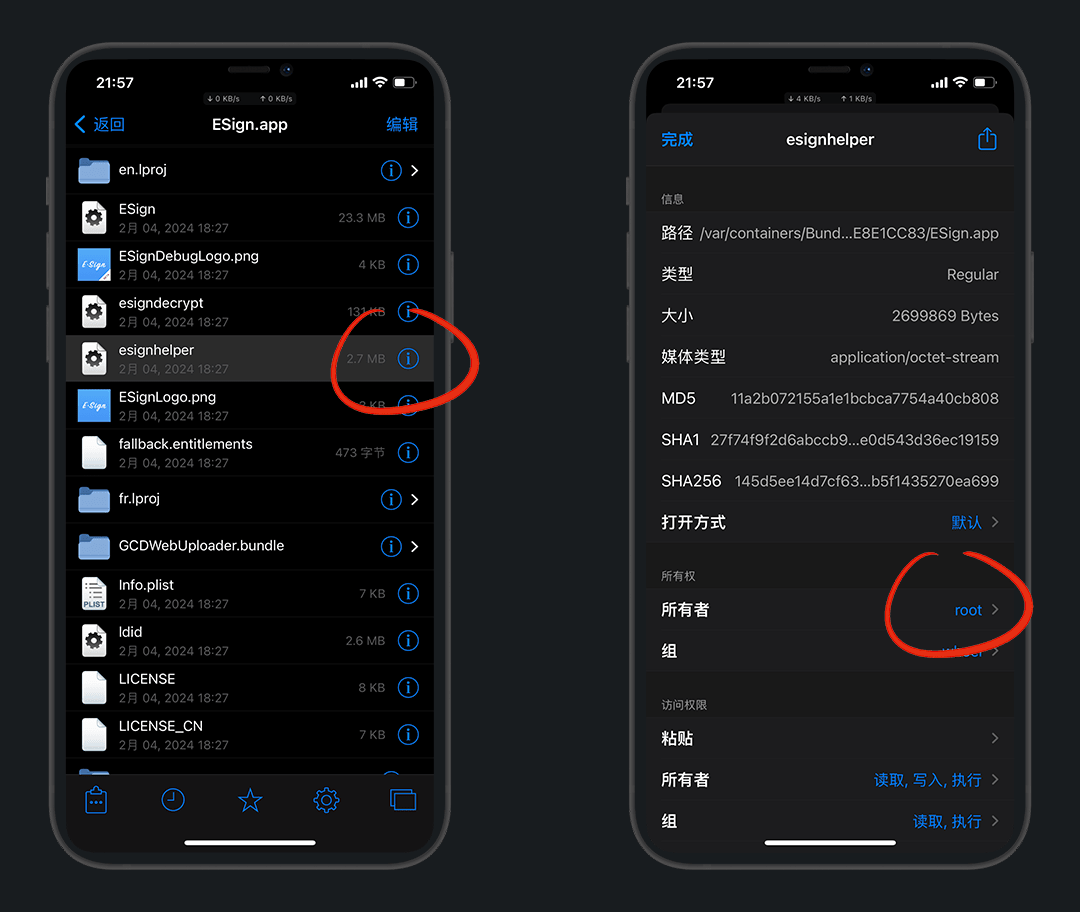 21:57
↓ 0 KB/s ↑ 0 KB/s
返回 ESign.app 编辑
en.lproj
ESign
2月 04, 2024 18:27
23.3 MB
E·Sign
ESignDebugLogo.png
2月 04, 2024 18:27
4 KB
esigndecrypt
2月 04, 2024 18:27
131 KB
esignhelper
2月 04, 2024 18:27
2.7 MB
E·Sign
ESignLogo.png
2月 04, 2024 18:27
KB
fallback.entitlements
2月 04, 2024 18:27
473 字节
fr.lproj
GCDWebUploader.bundle
PLIST
Info.plist
2月 04, 2024 18:27
7 KB
ldid
2月 04, 2024 18:27
2.6 MB
LICENSE
2月 04, 2024 18:27
8 KB
LICENSE_CN
2月 04, 2024 18:27
7 KB
21:57
↓ 4 KB/s ↑ 1 KB/s
完成 esignhelper
信息
路径 /var/containers/Bund...E8E1CC83/ESign.app
类型 Regular
大小 2699869 Bytes
媒体类型 application/octet-stream
MD5 11a2b072155a1e1bcbca7754a40cb808
SHA1 27f74f9f2d6abccb9...e0d543d36ec19159
SHA256 145d5ee14d7cf63...b5f1435270ea699
打开方式 默认
所有权
所有者 root
组 wheel
访问权限
粘贴
所有者 读取, 写入, 执行
组 读取, 执行